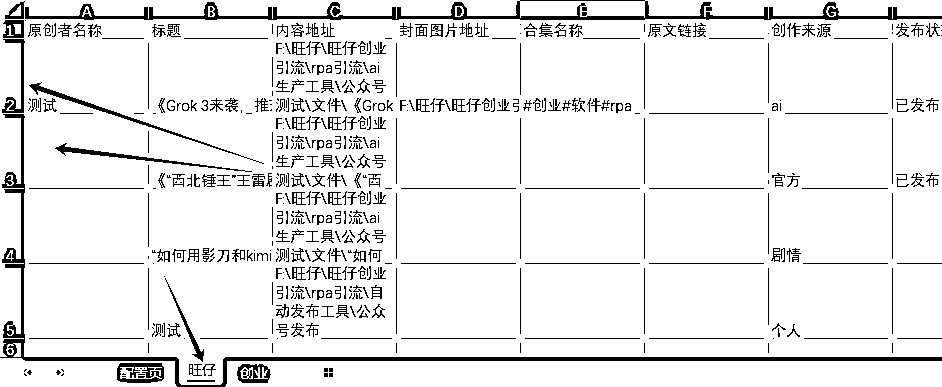 A B C D E F G
1 原创者名称 标题 内容地址 封面图片地址 合集名称 原文链接 创作来源 发布状
F:\旺仔\旺仔创业
引流\rpa引流\ai
生产工具\公众号
2 测试 《Grok 3来袭，推 测试\文件\《Grok F:\旺仔\旺仔创业引 #创业#软件#rpa ai 已发布
F:\旺仔\旺仔创业
引流\rpa引流\ai
生产工具\公众号
3 《“西北锤王”王雷 测试\文件\《“西 官方 已发布
F:\旺仔\旺仔创业
引流\rpa引流\ai
生产工具\公众号
4 “如何用影刀和kimi 测试\文件\“如何 剧情
F:\旺仔\旺仔创业
引流\rpa引流\自
动发布工具\公众
5 测试 号发布 个人
6
配置页 旺仔 创业